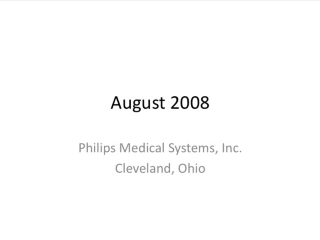 August 2008
Philips Medical Systems, Inc.
Cleveland, Ohio